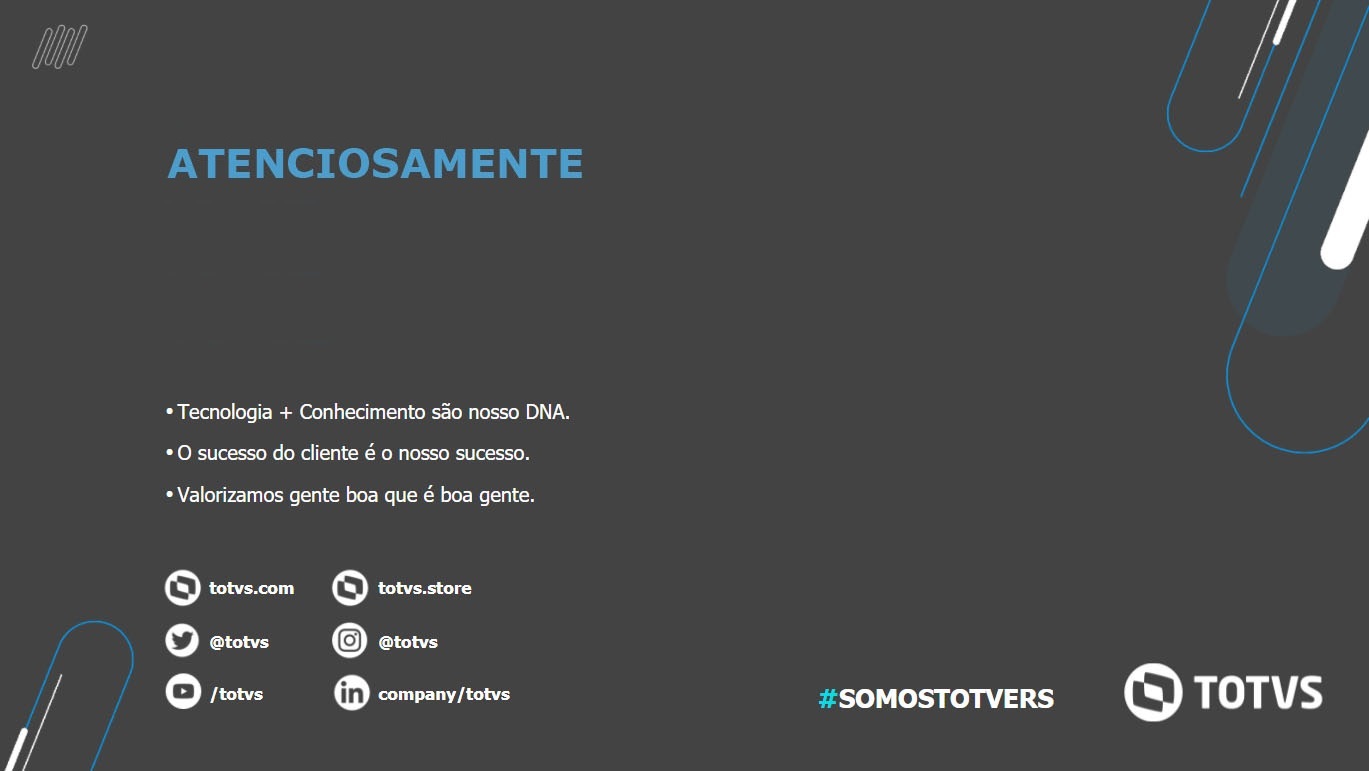 ATENCIOSAMENTE
• Tecnologia + Conhecimento são nosso DNA.
• O sucesso do cliente é o nosso sucesso.
• Valorizamos gente boa que é boa gente.
totvs.com
totvs.store
@totvs
@totvs
/totvs
company/totvs
#SOMOSTOTVERS
TOTVS